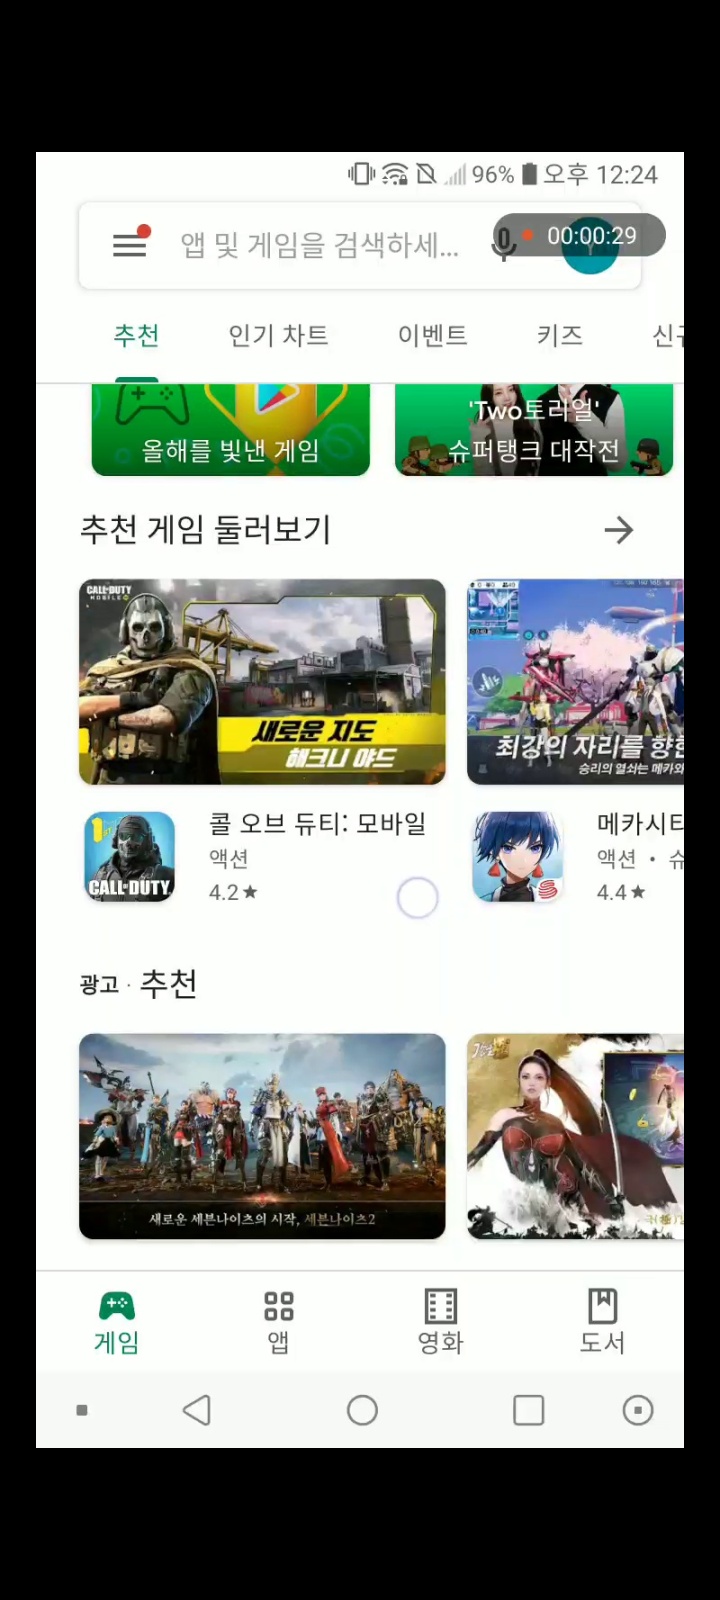 96% 오후 12:24
앱 및 게임을 검색하세...
00:00:29
추천 인기 차트 이벤트 키즈
올해를 빛낸 게임
'Two토리얼'
슈퍼탱크 대작전
추천 게임 둘러보기
CALL OF DUTY
MOBILE
새로운 지도
해크니 야드
최강의 자리를 향한
승리의 열쇠는 메카와
CALL OF DUTY
콜 오브 듀티: 모바일
액션
4.2★
메카시티
액션 • 슈
4.4★
광고 · 추천
새로운 세븐나이츠의 시작, 세븐나이츠2
게임 앱 영화 도서